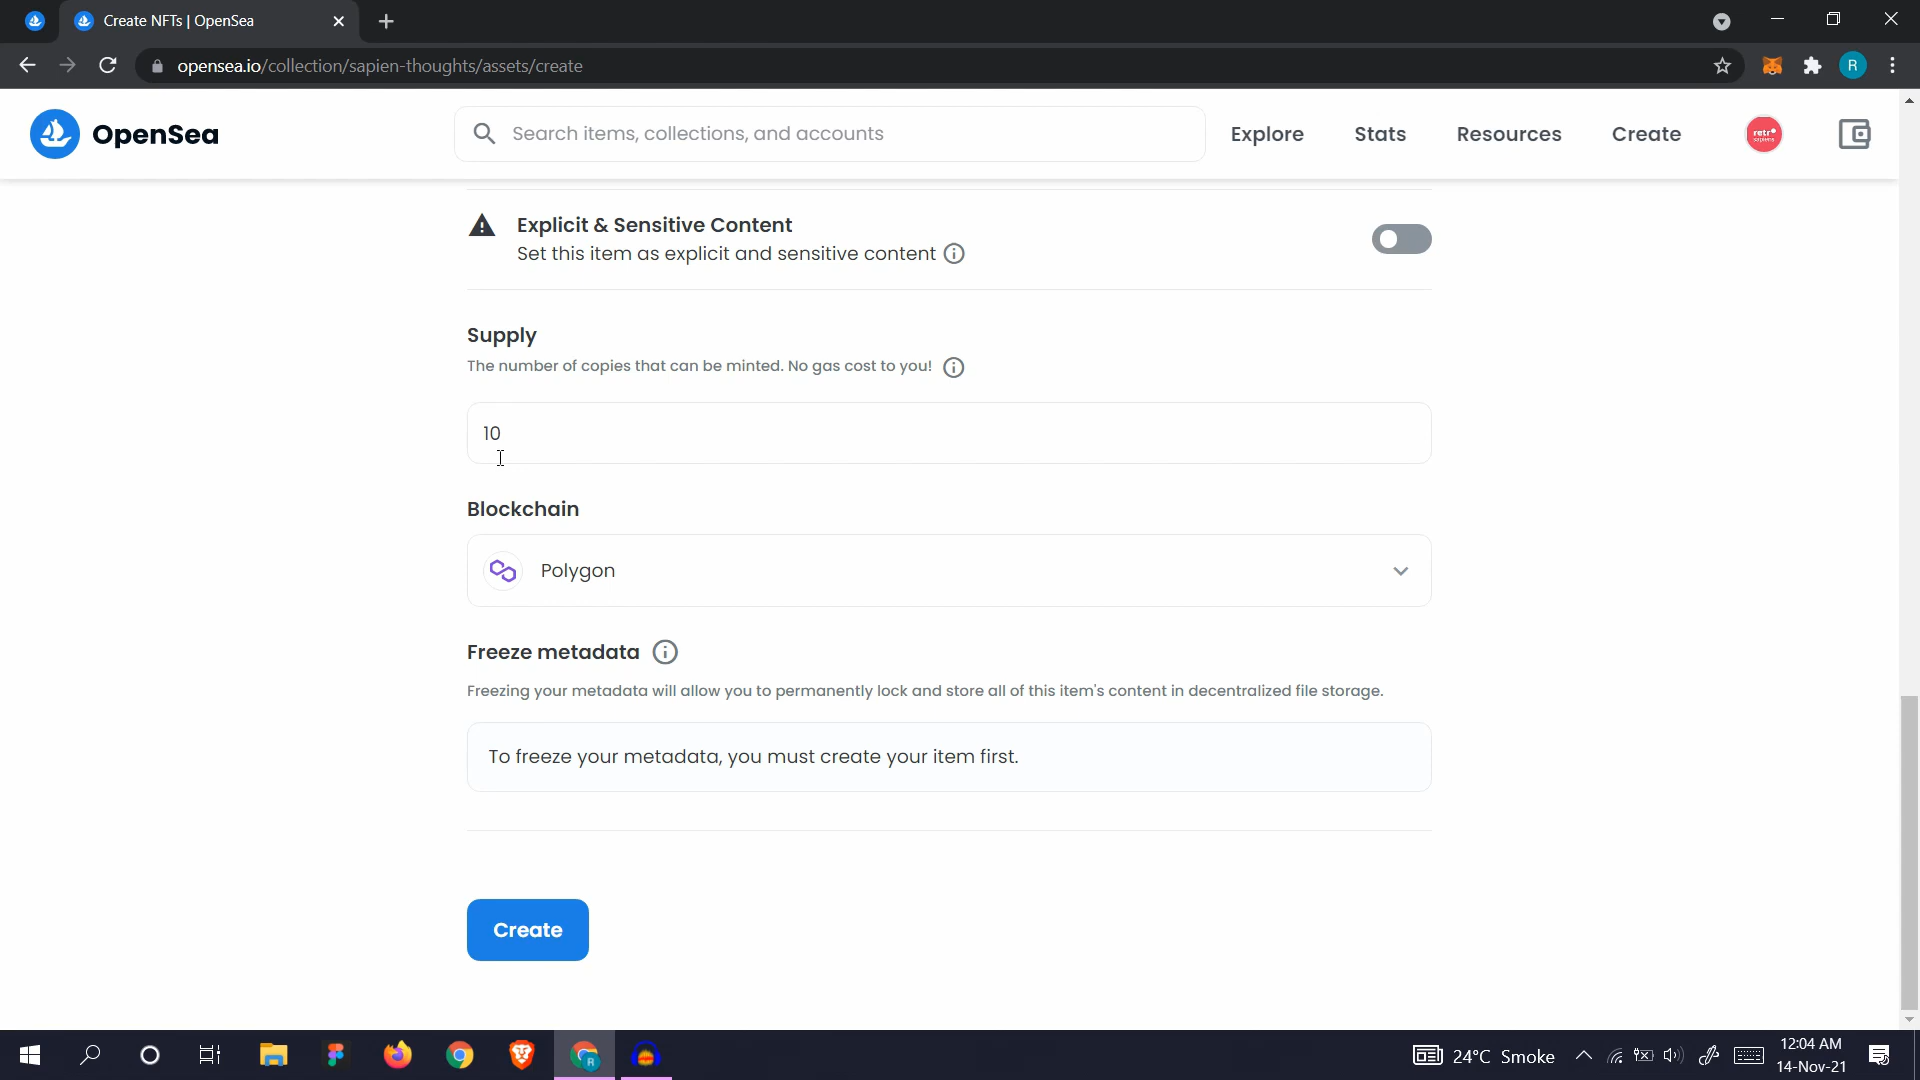 Create NFTs | OpenSea
opensea.io/collection/sapien-thoughts/assets/create
R
OpenSea
Search items, collections, and accounts
Explore
Stats
Resources
Create
retr
sapiens
Explicit & Sensitive Content
Set this item as explicit and sensitive content
Supply
The number of copies that can be minted. No gas cost to you!
10
Blockchain
Polygon
Freeze metadata
Freezing your metadata will allow you to permanently lock and store all of this item's content in decentralized file storage.
To freeze your metadata, you must create your item first.
Create
R
24°C Smoke
12:04 AM
14-Nov-21